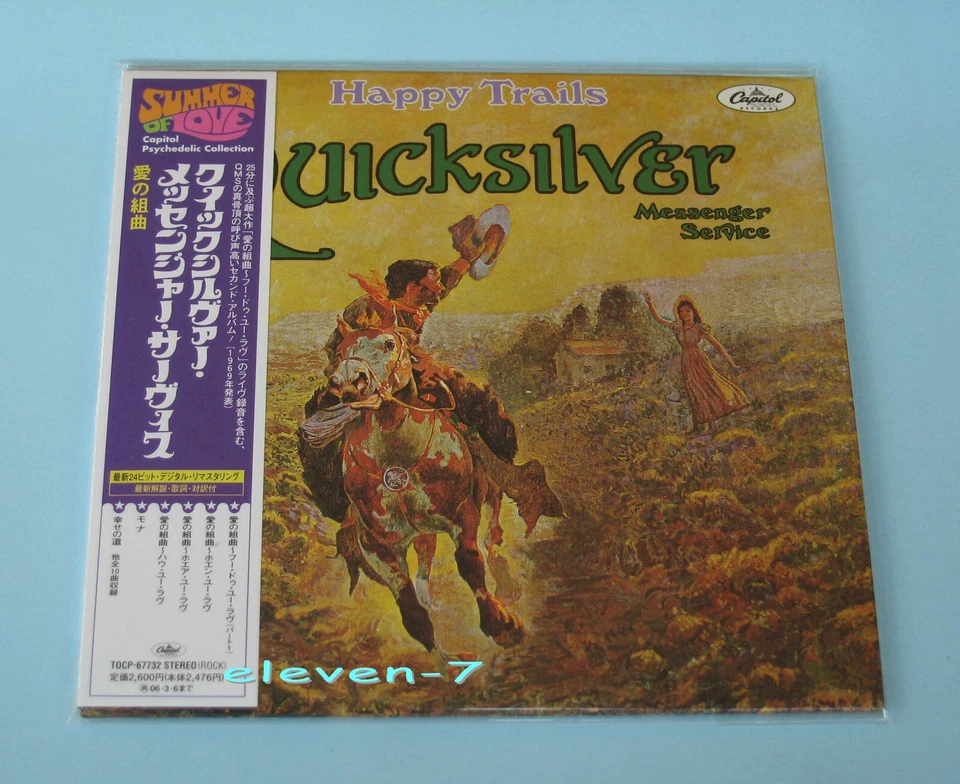 SUMMER
OF LOVE
Capitol
Psychedelic Collection
クイックシルヴァー・
メッセンジャー・サーヴィス
愛の組曲
25分に及ぶ超大作「愛の組曲〜フー・ドゥ・ユー・ラヴ」のライヴ録音を含む、
QMSの真骨頂の呼び声高いセカンド・アルバム！(1969年発表)
最新24ビット・デジタル・リマスタリング
最新解説・歌詞・対訳付
★愛の組曲〜フー・ドゥ・ユー・ラヴ(パート1)
★愛の組曲〜ホエン・ユー・ラヴ
★愛の組曲〜ホエア・ユー・ラヴ
★愛の組曲〜ハウ・ユー・ラヴ
★モナ
★幸せの道 他全10曲収録
Capitol
TOCP-67732 STEREO (ROCK)
定価2,600円(本体2,476円)
06・3・6まで
Happy Trails
Capitol
RECORDS
Quicksilver
Messenger
Service
eleven-7